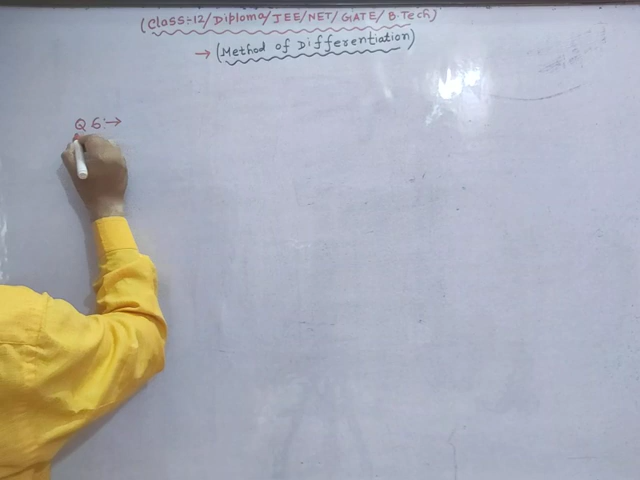 (Class:-12/Diploma/JEE/NET/GATE/B.Tech)
→ (Method of Differentiation)
Q 6:→